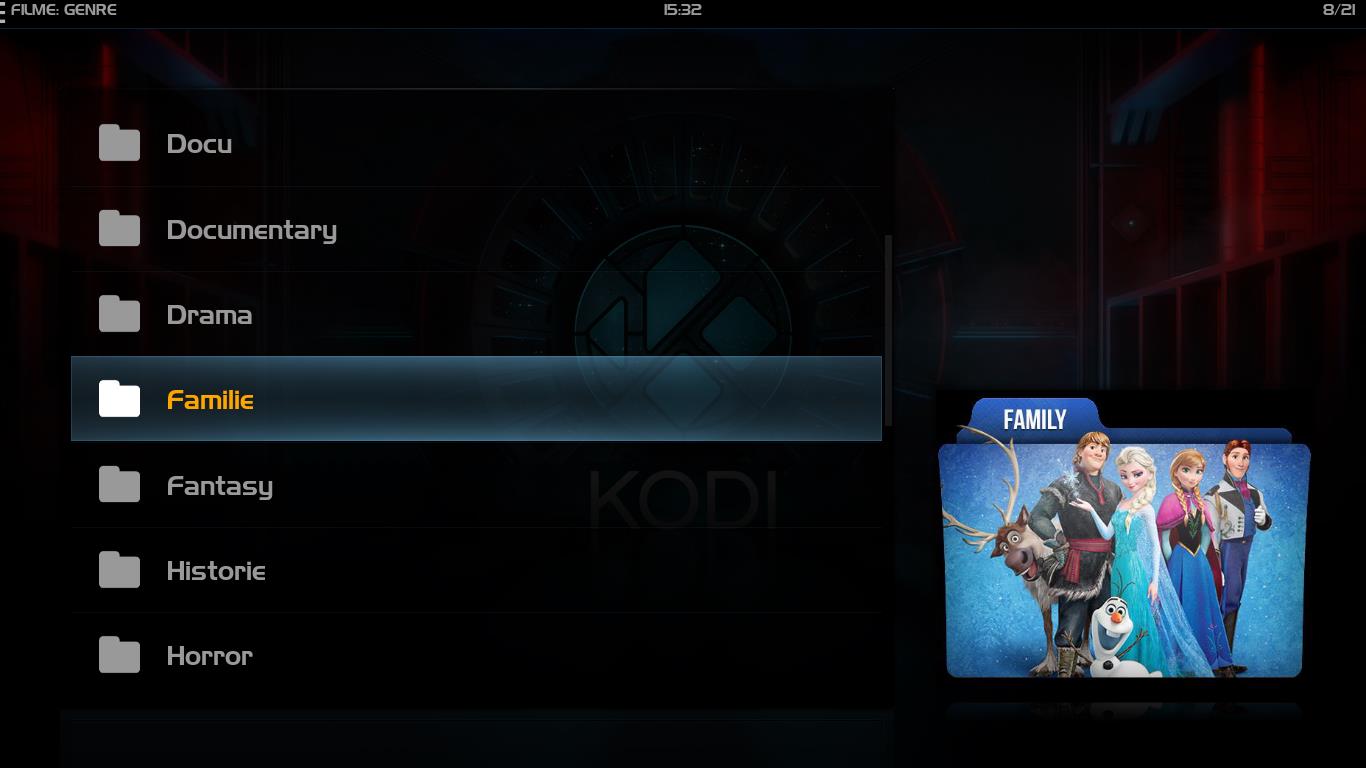 FILME: GENRE
15:32
8/21
Docu
Documentary
Drama
Familie
Fantasy
Historie
Horror
KODI
FAMILY